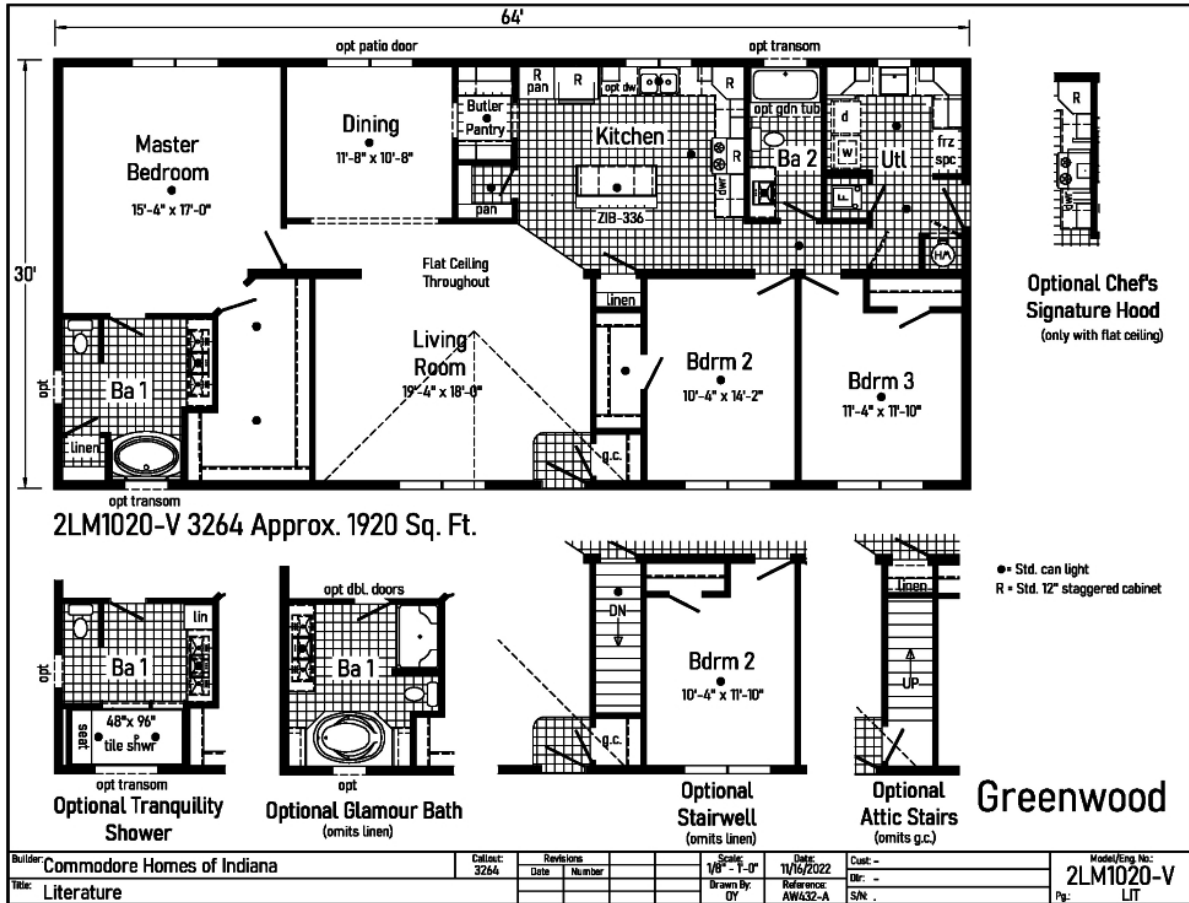 64'
opt patio door
opt transom
30'
Master
Bedroom
15'-4" x 17'-0"
Dining
11'-8" x 10'-8"
Butler
Pantry
pan
R
pan
R
opt dw
R
Kitchen
R
dwr
ZIB-336
opt gdn tub
Ba 2
d
w
Utl
frz
spc
F
HW
R
dwr
Optional Chef's
Signature Hood
(only with flat ceiling)
Flat Ceiling
Throughout
linen
Living
Room
19'-4" x 18'-0"
Bdrm 2
10'-4" x 14'-2"
Bdrm 3
11'-4" x 11'-10"
opt
Ba 1
linen
g.c.
opt transom
2LM1020-V 3264 Approx. 1920 Sq. Ft.
● = Std. can light
R = Std. 12" staggered cabinet
lin
Ba 1
opt
48"x 96"
tile shwr
seat
opt transom
Optional Tranquility
Shower
opt dbl. doors
Ba 1
opt
Optional Glamour Bath
(omits linen)
DN
Bdrm 2
10'-4" x 11'-10"
g.c.
Optional
Stairwell
(omits linen)
linen
UP
Optional
Attic Stairs
(omits g.c.)
Greenwood
Builder: Commodore Homes of Indiana
Title: Literature
Callout:
3264
Revisions
Date Number
Scale:
1/8" - 1'-0"
Drawn By:
OY
Date:
11/16/2022
Reference:
AW432-A
Cust: -
Dlr: -
S/N: .
Model/Eng. No.:
2LM1020-V
Pg.: LIT